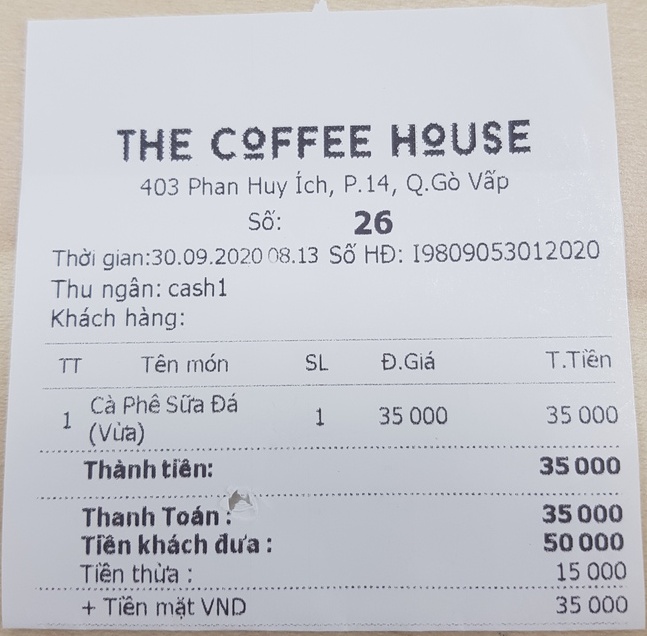 THE COFFEE HOUSE
403 Phan Huy Ích, P.14, Q.Gò Vấp
Số: 26
Thời gian:30.09.2020 08.13 Số HĐ: I9809053012020
Thu ngân: cash1
Khách hàng:
TT Tên món SL Đ.Giá T.Tiền
1 Cà Phê Sữa Đá 1 35 000 35 000
(Vừa)
Thành tiền: 35 000
Thanh Toán : 35 000
Tiền khách đưa : 50 000
Tiền thừa : 15 000
+ Tiền mặt VND 35 000